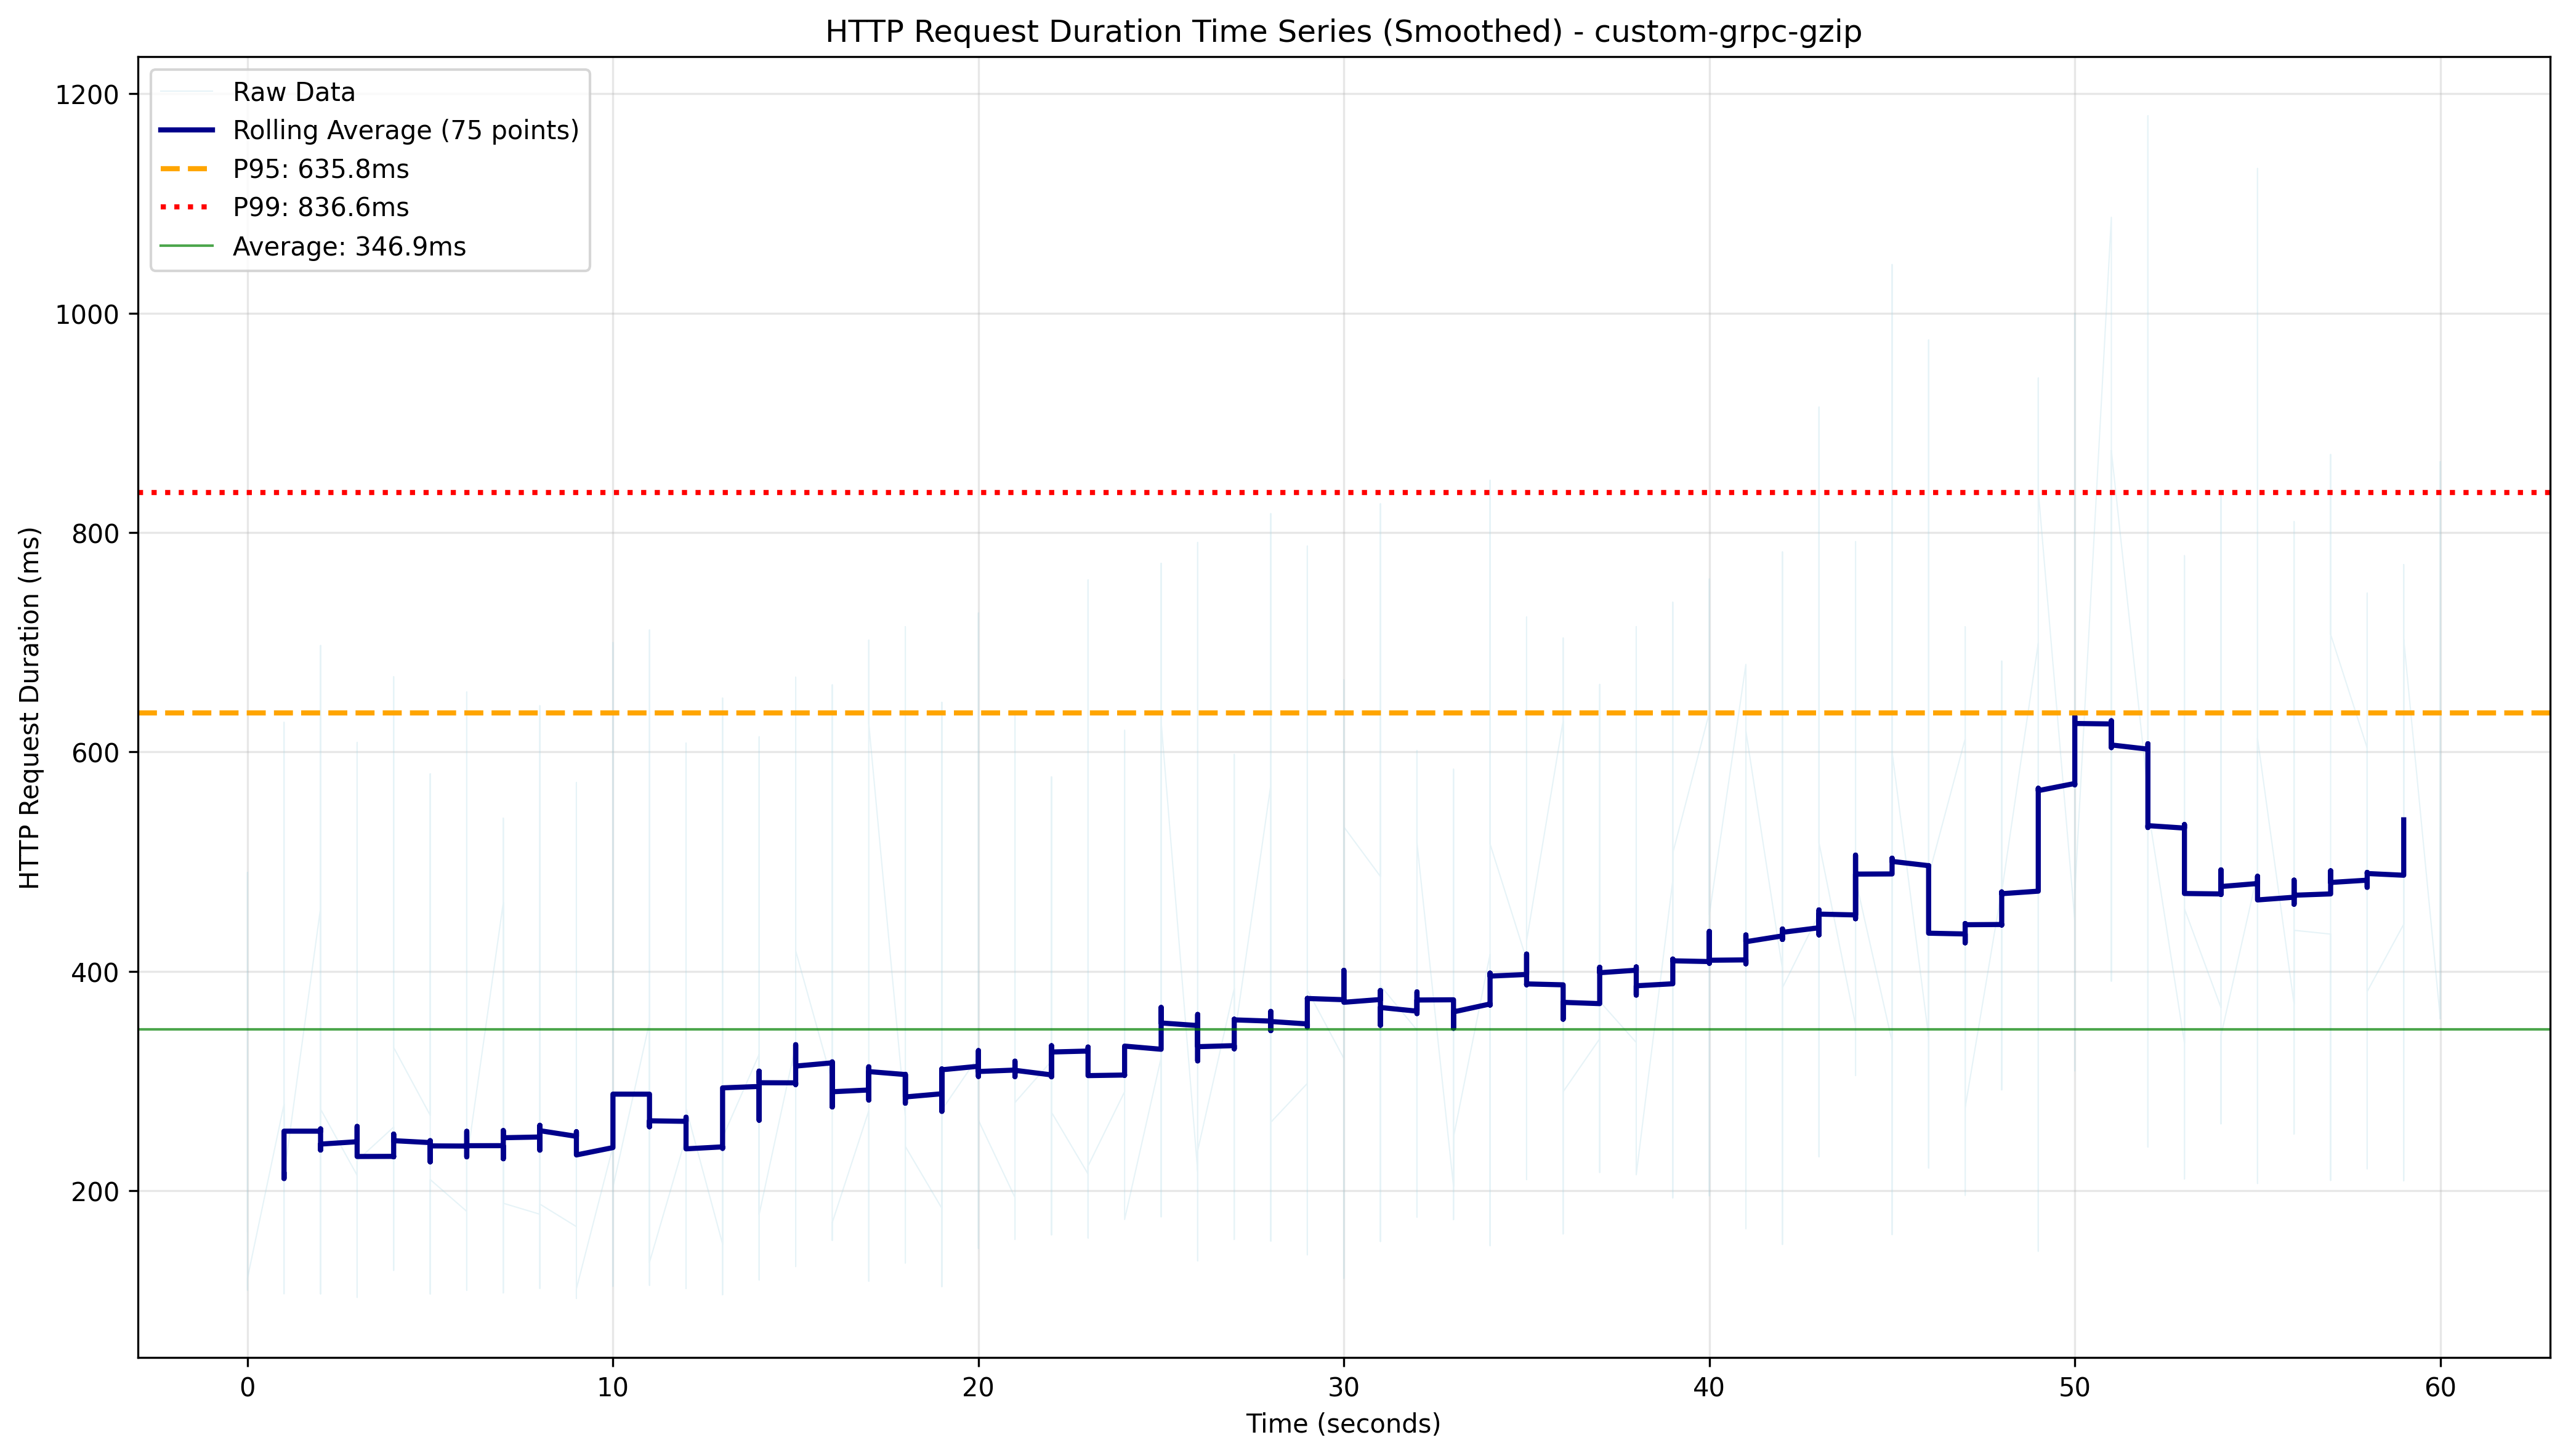 HTTP Request Duration Time Series (Smoothed) - custom-grpc-gzip
Raw Data
Rolling Average (75 points)
P95: 635.8ms
P99: 836.6ms
Average: 346.9ms
HTTP Request Duration (ms)
1200
1000
800
600
400
200
0
10
20
30
40
50
60
Time (seconds)